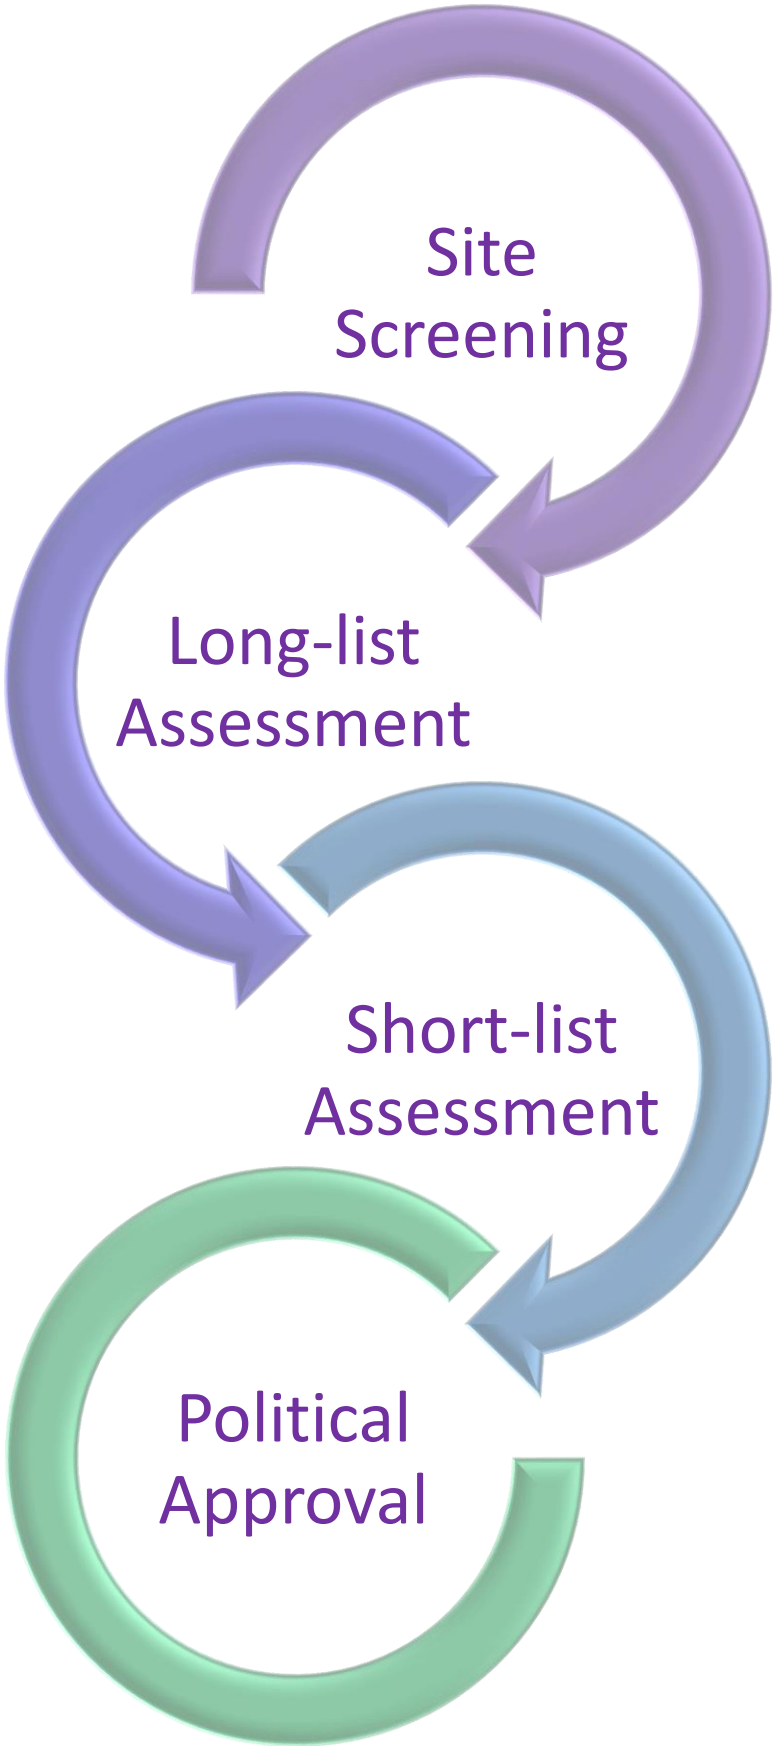 Site
Screening
Long-list
Assessment
Short-list
Assessment
Political
Approval